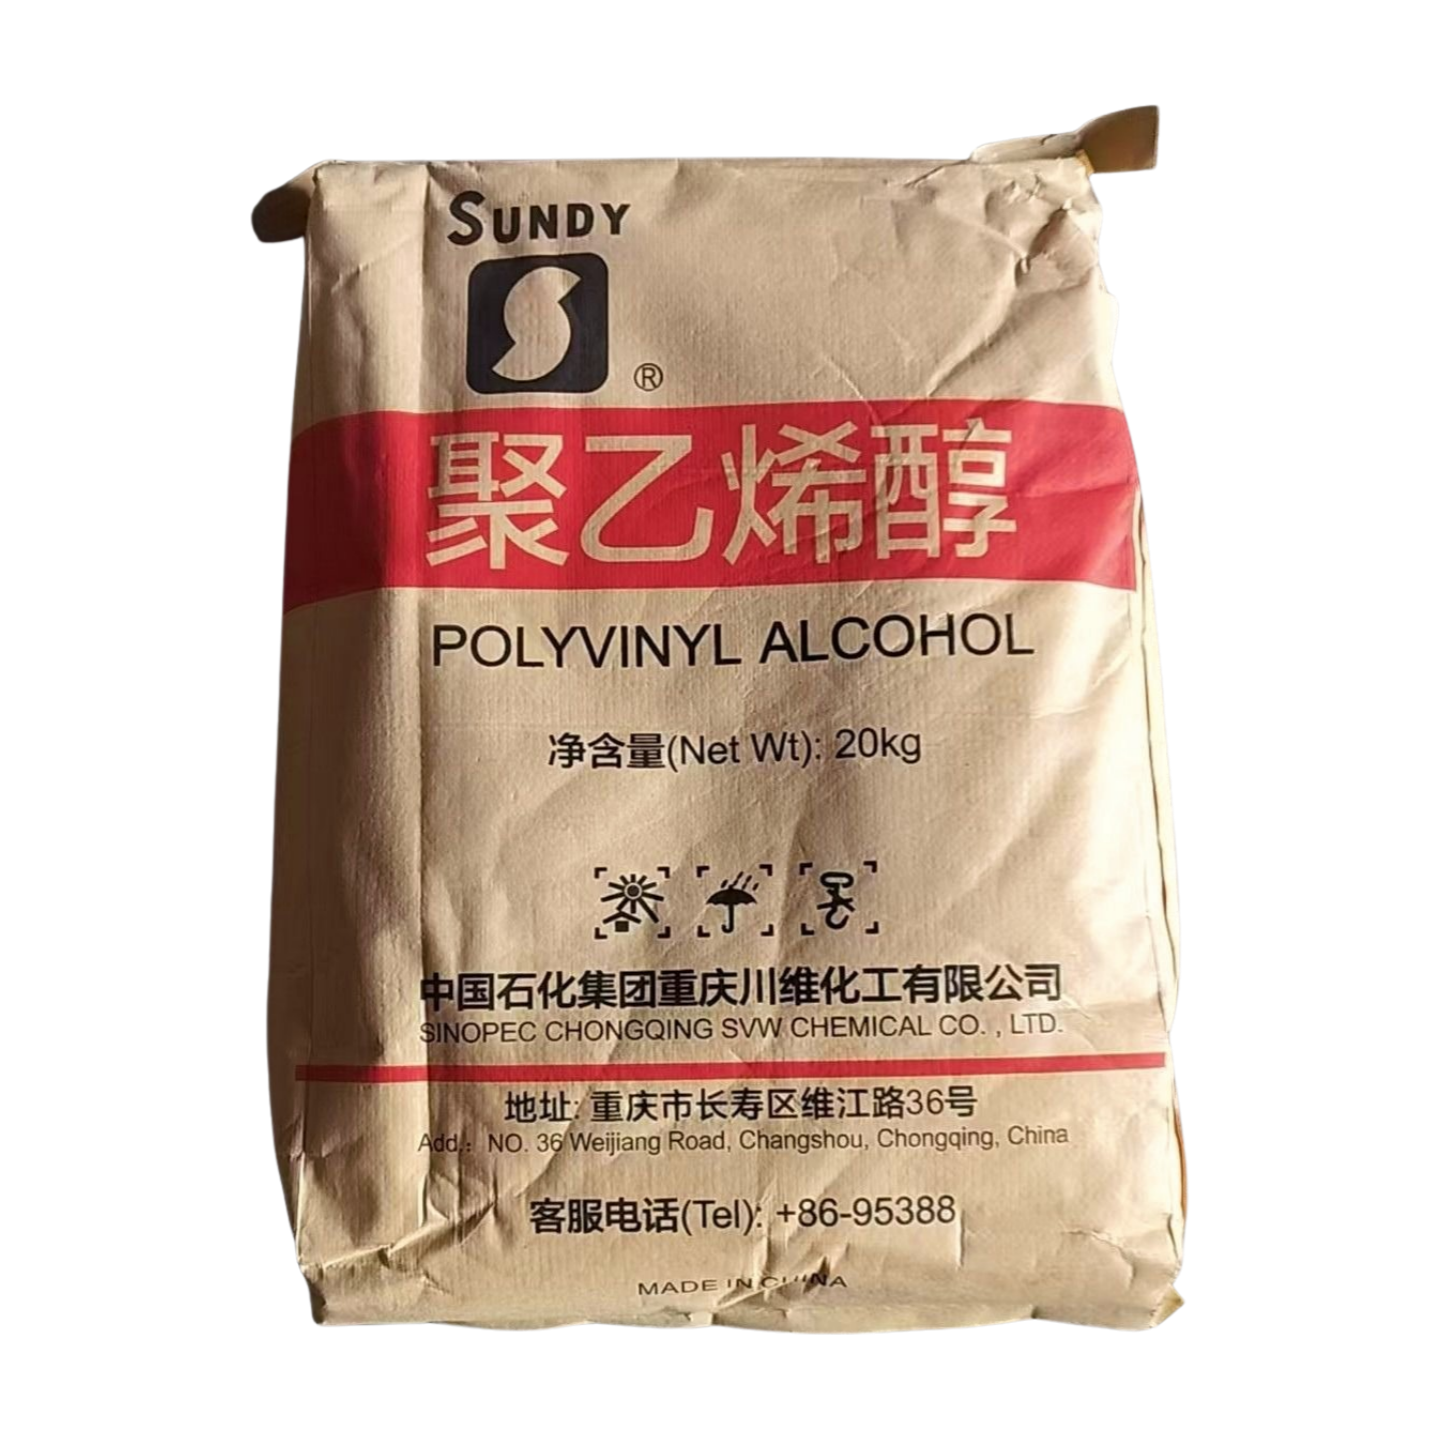 SUNDY
®
聚乙烯醇
POLYVINYL ALCOHOL
净含量(Net Wt): 20kg
中国石化集团重庆川维化工有限公司
SINOPEC CHONGQING SVW CHEMICAL CO. , LTD.
地址: 重庆市长寿区维江路36号
Add.: NO. 36 Weijiang Road, Changshou, Chongqing, China
客服电话(Tel): +86-95388
MADE IN CHINA